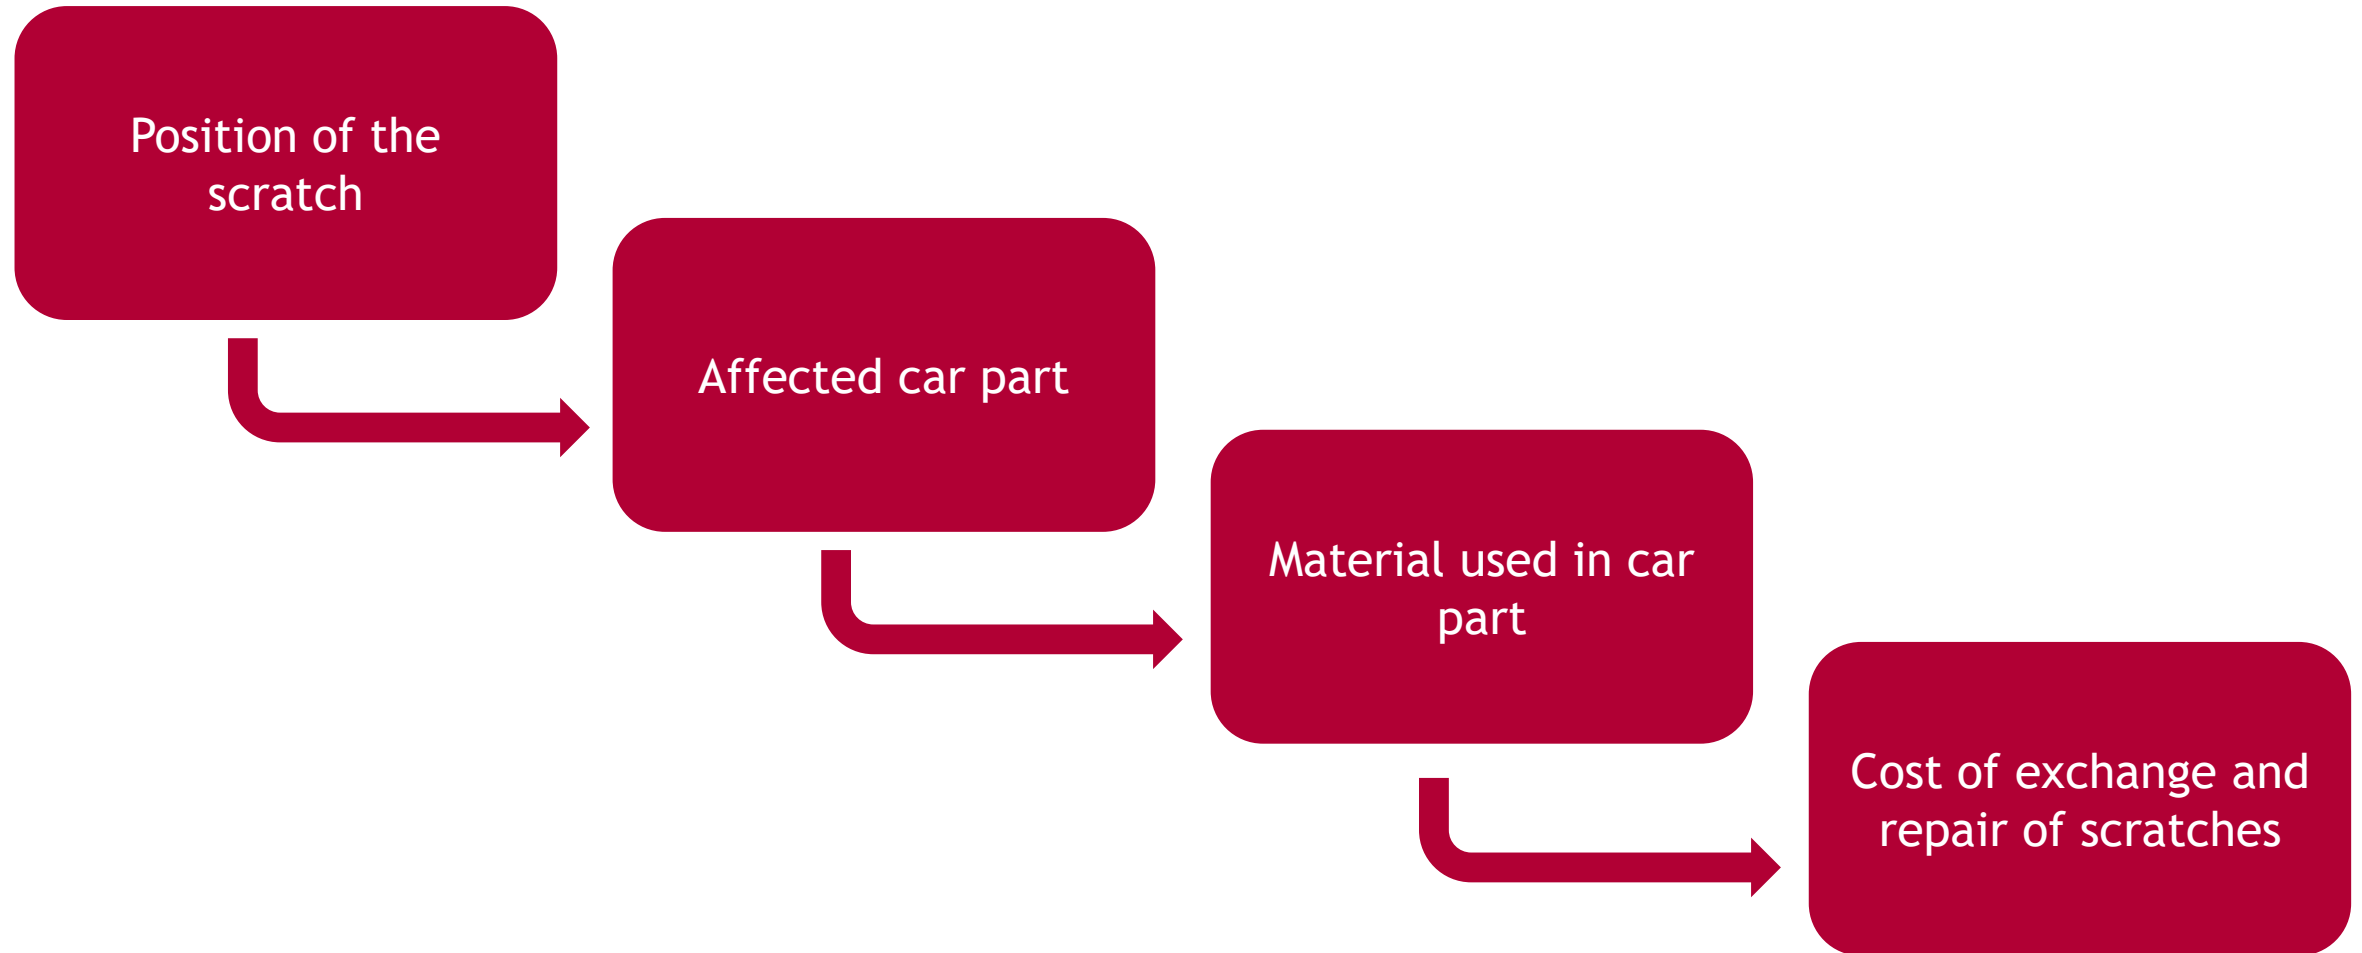 Position of the
scratch
Affected car part
Material used in car
part
Cost of exchange and
repair of scratches